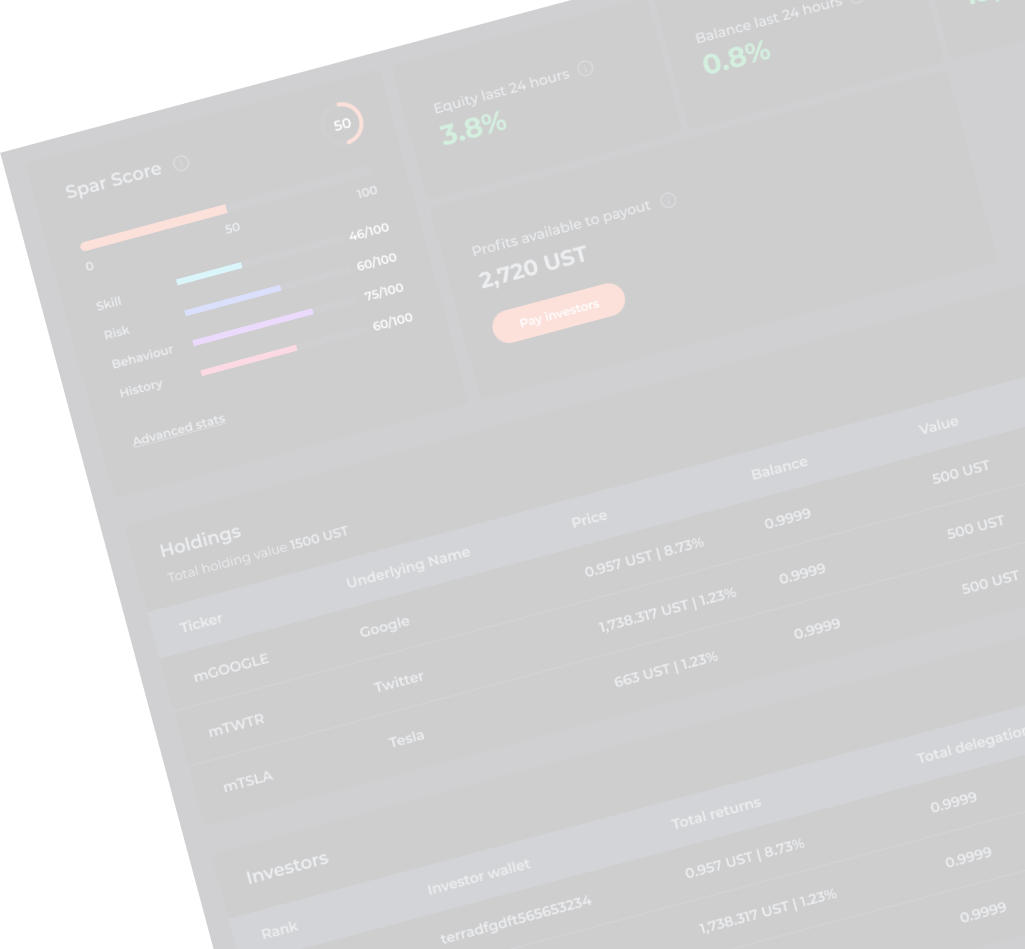 Spar Score
50
0
50
100
Skill 46/100
Risk 60/100
Behaviour 75/100
History 60/100
Advanced stats
Equity last 24 hours
3.8%
Balance last 24 hours
0.8%
Profits available to payout
2,720 UST
Pay investors
Holdings
Total holding value 1500 UST
Ticker Underlying Name Price Balance Value
mGOOGLE Google 0.957 UST | 8.73% 0.9999 500 UST
mTWTR Twitter 1,738.317 UST | 1.23% 0.9999 500 UST
mTSLA Tesla 663 UST | 1.23% 0.9999 500 UST
Investors
Rank Investor wallet Total returns Total delegation
terradfgdft565653234 0.957 UST | 8.73% 0.9999
1,738.317 UST | 1.23% 0.9999
0.9999